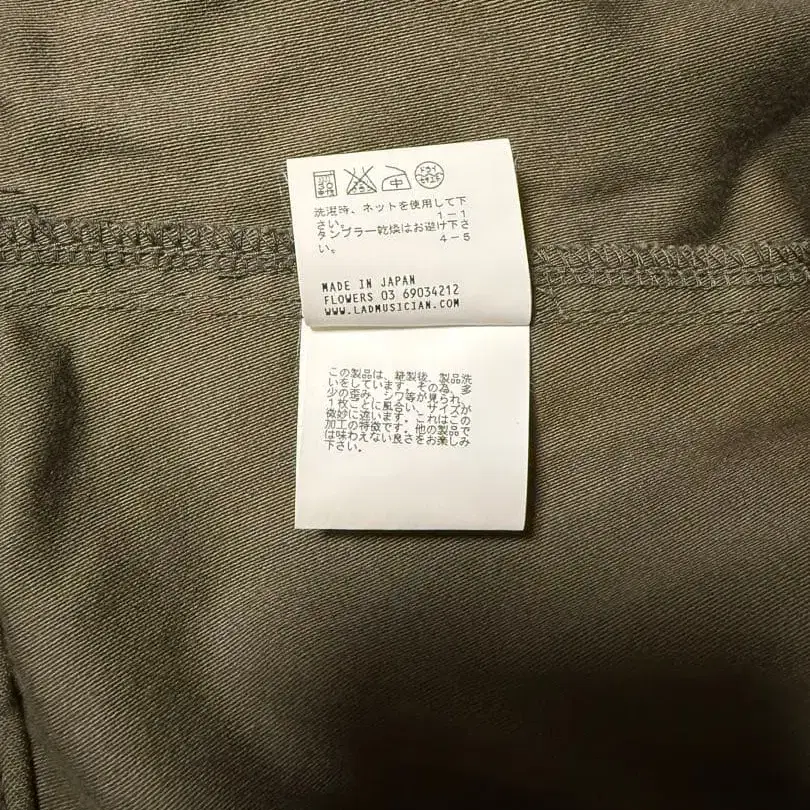 中
洗濯時、ネットを使用して下
さい。 1-1
タンブラー乾燥はお避け下さ
い。 4-5
MADE IN JAPAN
FLOWERS 03 69034212
WWW.LADMUSICIAN.COM
この製品は、縫製後、製品洗
いをしています。その為、多
少の歪み、シワ等が見られ、
1枚ごとに風合い、サイズが
微妙に違います。これはこの
加工の特徴です。他の製品で
は味わえない良さをお楽しみ
下さい。